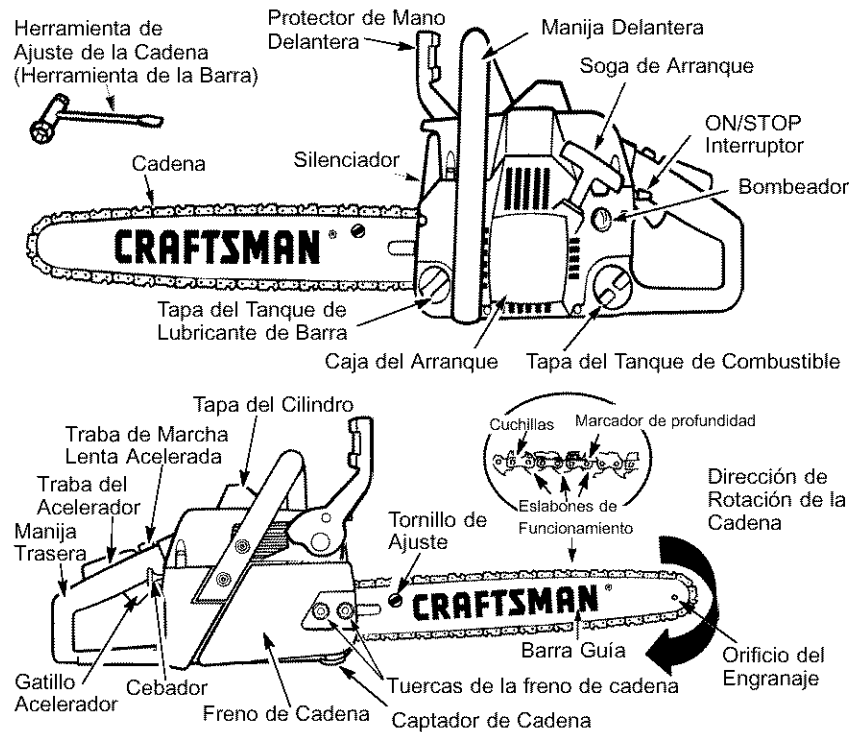 Herramienta de
Ajuste de la Cadena
(Herramienta de la Barra)
Protector de Mano
Delantera
Manija Delantera
Soga de Arranque
ON/STOP
Interruptor
Bombeador
Cadena
Silenciador
CRAFTSMAN ®
Tapa del Tanque de
Lubricante de Barra
Caja del Arranque
Tapa del Tanque de Combustible
Tapa del Cilindro
Traba de Marcha
Lenta Acelerada
Traba del
Acelerador
Manija
Trasera
Cuchillas
Marcador de profundidad
Eslabones de
Funcionamiento
Dirección de
Rotación de la
Cadena
Tornillo de
Ajuste
CRAFTSMAN ®
Barra Guía
Orificio del
Engranaje
Gatillo
Acelerador
Cebador
Freno de Cadena
Tuercas de la freno de cadena
Captador de Cadena